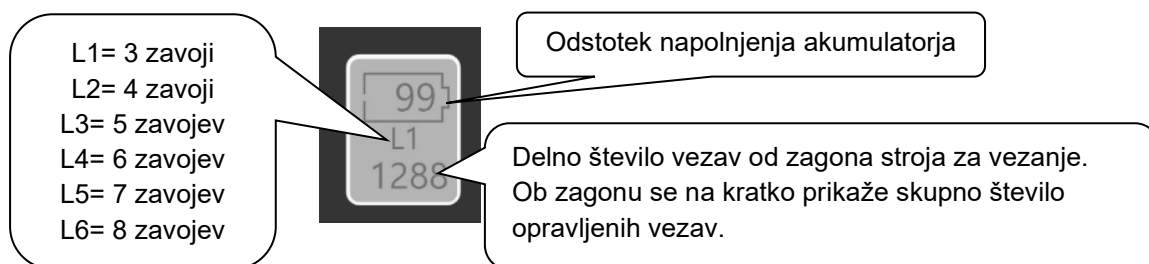 L1= 3 zavoji
L2= 4 zavoji
L3= 5 zavojev
L4= 6 zavojev
L5= 7 zavojev
L6= 8 zavojev
99
L1
1288
Odstotek napolnjenja akumulatorja
Delno število vezav od zagona stroja za vezanje.
Ob zagonu se na kratko prikaže skupno število
opravljenih vezav.